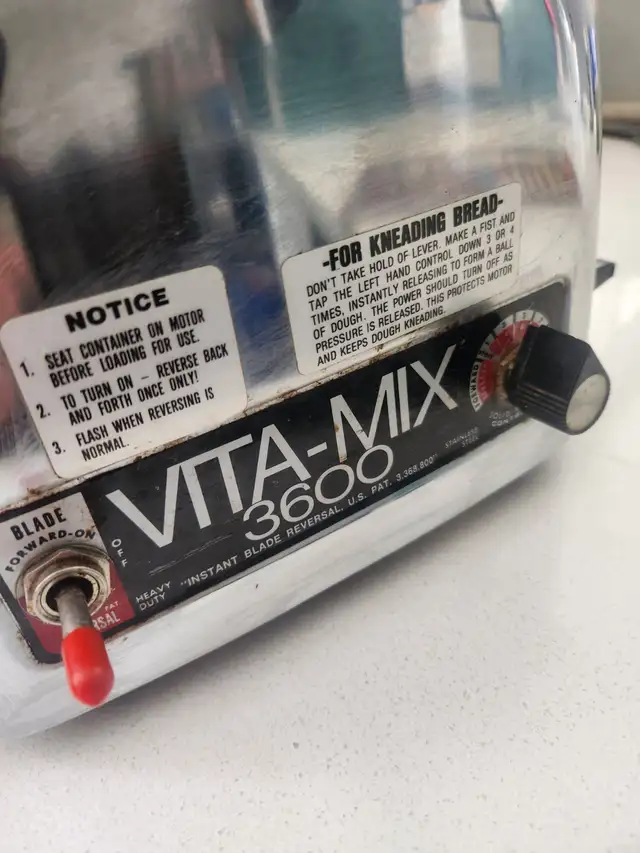 NOTICE
1. SEAT CONTAINER ON MOTOR
BEFORE LOADING FOR USE.
2. TO TURN ON – REVERSE BACK
AND FORTH ONCE ONLY!
3. FLASH WHEN REVERSING IS
NORMAL.
-FOR KNEADING BREAD-
DON'T TAKE HOLD OF LEVER. MAKE A FIST AND
TAP THE LEFT HAND CONTROL DOWN 3 OR 4
TIMES, INSTANTLY RELEASING TO FORM A BALL
OF DOUGH. THE POWER SHOULD TURN OFF AS
PRESSURE IS RELEASED. THIS PROTECTS MOTOR
AND KEEPS DOUGH KNEADING.
BLADE
FORWARD-ON
OFF
PAT
HEAVY
DUTY
VITA-MIX
3600
"INSTANT BLADE REVERSAL, U.S. PAT. 3,368,800"
STAINLESS
STEEL